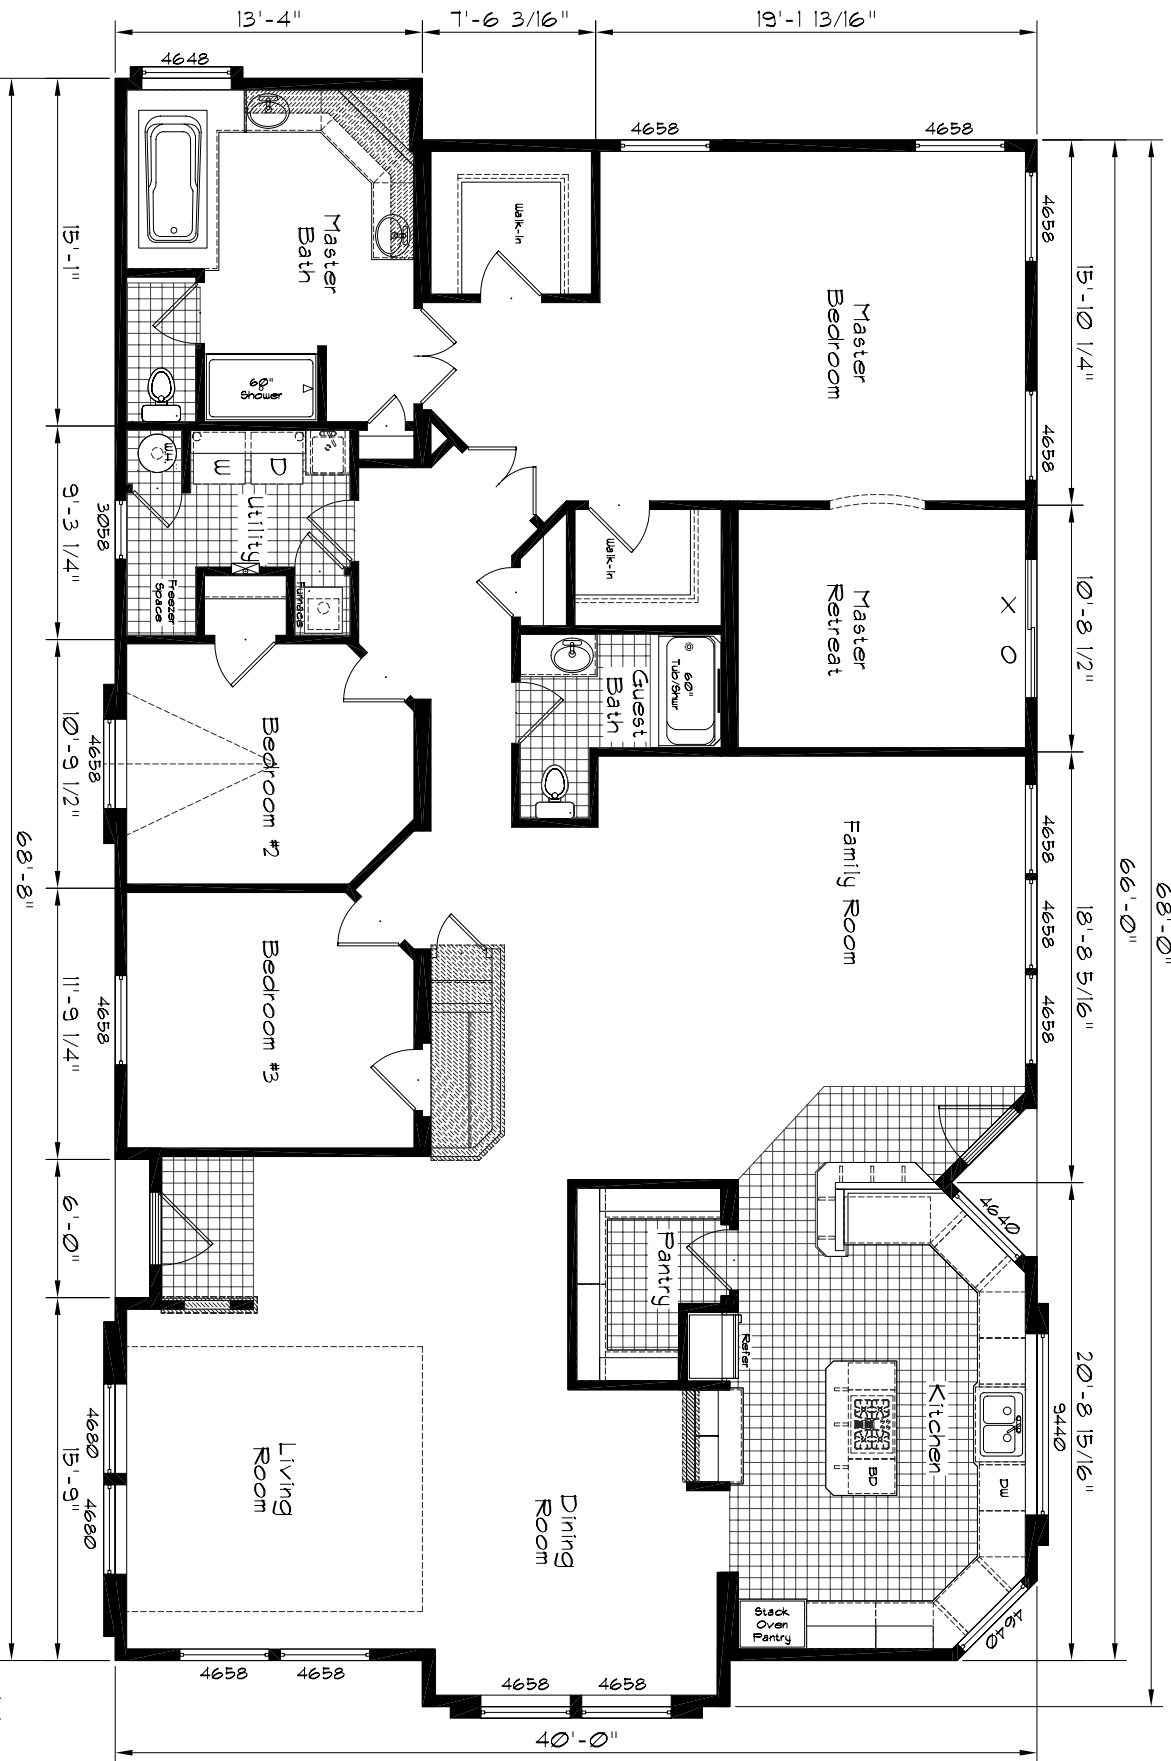 13'-4"
7'-6 3/16"
19'-1 13/16"
4648
4658
4658
4658
4658
15'-1"
15'-10 1/4"
Master
Bath
Walk-In
Master
Bedroom
60"
Shower
WH
W
D
Utility
3058
9'-3 1/4"
Freezer
Space
Furnace
Walk-In
Master
Retreat
X
O
10'-8 1/2"
Guest
Bath
60"
Tub/Shwr
Bedroom #2
4658
10'-9 1/2"
68'-8"
Family Room
4658
4658
4658
18'-8 5/16"
66'-0"
68'-0"
Bedroom #3
4658
11'-9 1/4"
6'-0"
Pantry
Refer
4640
Kitchen
BD
DW
9440
20'-8 15/16"
4640
Stack
Oven
Pantry
Living
Room
Dining
Room
4680
4680
15'-9"
4658
4658
4658
4658
40'-0"